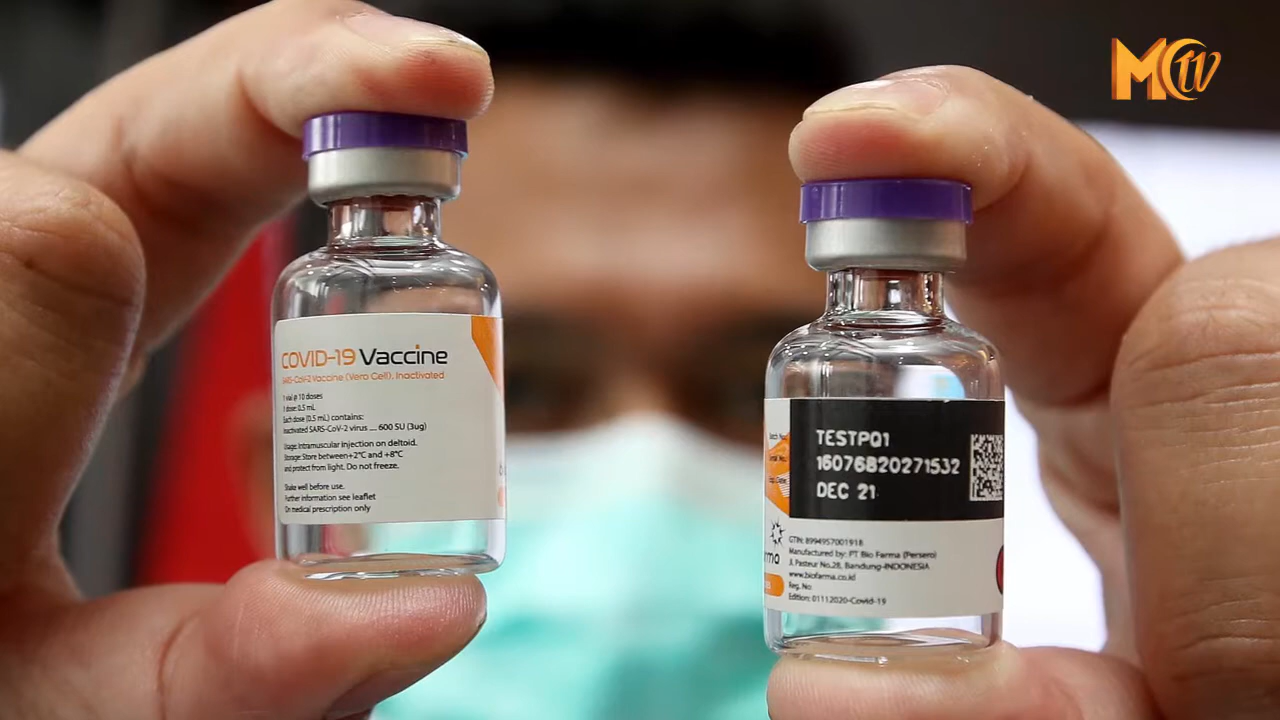 MC tv
COVID-19 Vaccine
SARS-CoV-2 Vaccine (Vero Cell), Inactivated
1 vial @ 10 doses
1 dose: 0.5 mL
Each dose (0.5 mL) contains:
Inactivated SARS-CoV-2 virus .... 600 SU (3ug)
Usage: Intramuscular injection on deltoid.
Storage: Store between +2°C and +8°C
and protect from light. Do not freeze.
Shake well before use.
Further information see leaflet
On medical prescription only
TESTPQ1
16076820271532
DEC 21
GTIN: 8994957001918
Manufactured by: PT Bio Farma (Persero)
Jl. Pasteur No.28, Bandung-INDONESIA
www.biofarma.co.id
Reg. No:
Edition: 01112020-Covid-19